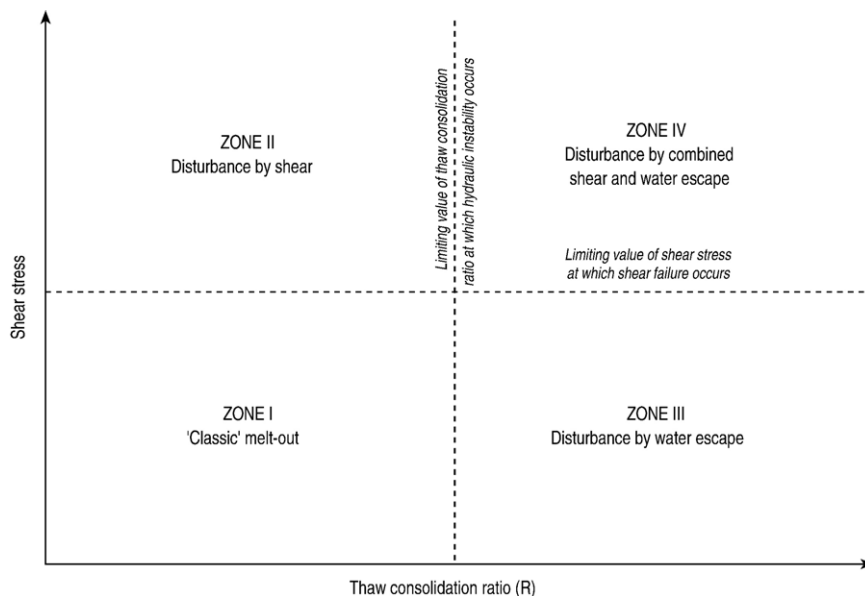 ZONE II
Disturbance by shear
Limiting value of thaw consolidation
ratio at which hydraulic instability occurs
ZONE IV
Disturbance by combined
shear and water escape
Limiting value of shear stress
at which shear failure occurs
Shear stress
ZONE I
'Classic' melt-out
ZONE III
Disturbance by water escape
Thaw consolidation ratio (R)